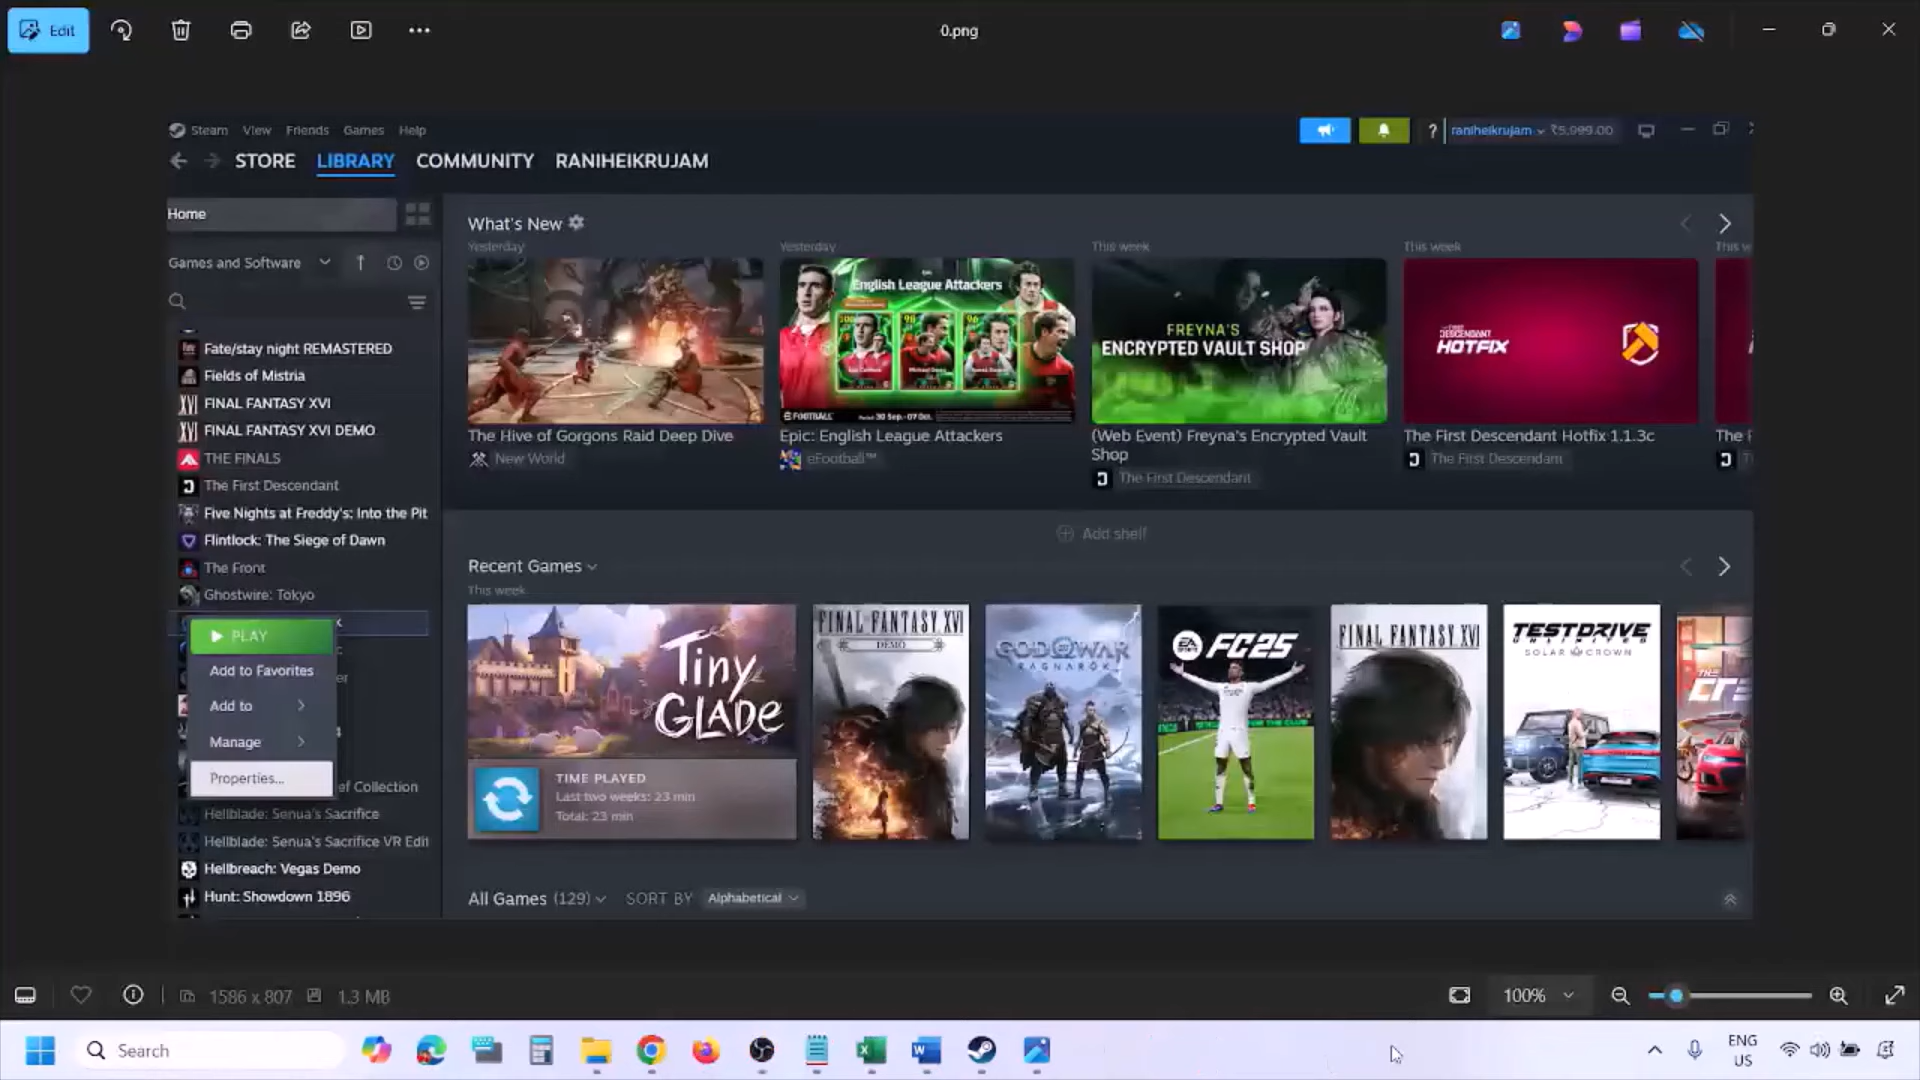 Edit
0.png
Steam View Friends Games Help
? raniheikrujam ₹5,999.00
STORE LIBRARY COMMUNITY RANIHEIKRUJAM
Home
What's New
Games and Software
Yesterday
Yesterday
This week
This week
English League Attackers
FREYNA'S
ENCRYPTED VAULT SHOP
HOTFIX
The Hive of Gorgons Raid Deep Dive
New World
Epic: English League Attackers
eFootball™
(Web Event) Freyna's Encrypted Vault
Shop
The First Descendant
The First Descendant Hotfix 1.1.3c
The First Descendant
Fate/stay night REMASTERED
Fields of Mistria
FINAL FANTASY XVI
FINAL FANTASY XVI DEMO
THE FINALS
The First Descendant
Five Nights at Freddy's: Into the Pit
Flintlock: The Siege of Dawn
The Front
Ghostwire: Tokyo
PLAY
Add to Favorites
Add to
Manage
Properties...
ef Collection
Hellblade: Senua's Sacrifice
Hellblade: Senua's Sacrifice VR Edit
Hellbreach: Vegas Demo
Hunt: Showdown 1896
Add shelf
Recent Games
This week
Tiny
GLADE
TIME PLAYED
Last two weeks: 23 min
Total: 23 min
FINAL FANTASY XVI
DEMO
GOD OF WAR
RAGNARÖK
EA SPORTS FC25
FINAL FANTASY XVI
TESTDRIVE
UNLIMITED
SOLAR CROWN
THE
All Games (129) SORT BY Alphabetical
1586 x 807 1.3 MB
100%
Search
ENG
US